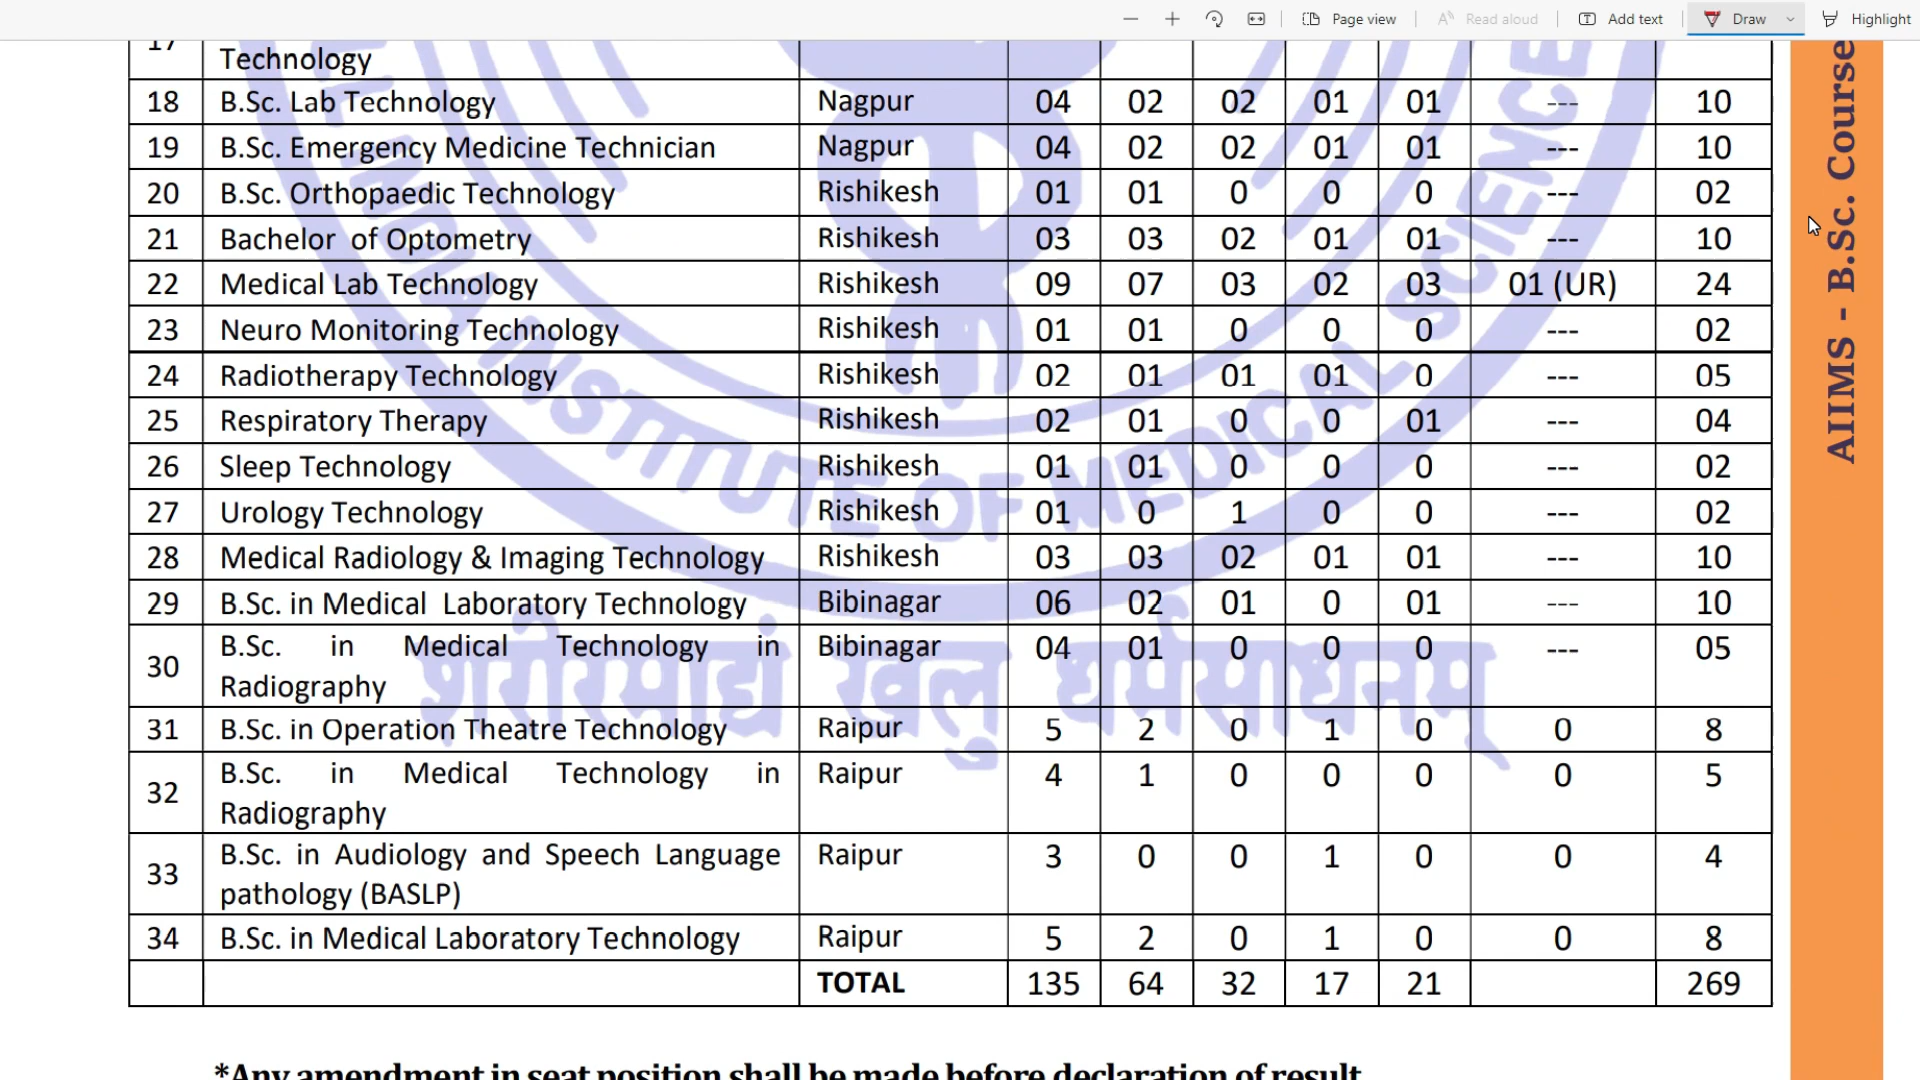 Page view
Read aloud
Add text
Draw
Highlight
17 Technology
18 B.Sc. Lab Technology Nagpur 04 02 02 01 01 --- 10
19 B.Sc. Emergency Medicine Technician Nagpur 04 02 02 01 01 --- 10
20 B.Sc. Orthopaedic Technology Rishikesh 01 01 0 0 0 --- 02
21 Bachelor of Optometry Rishikesh 03 03 02 01 01 --- 10
22 Medical Lab Technology Rishikesh 09 07 03 02 03 01 (UR) 24
23 Neuro Monitoring Technology Rishikesh 01 01 0 0 0 --- 02
24 Radiotherapy Technology Rishikesh 02 01 01 01 0 --- 05
25 Respiratory Therapy Rishikesh 02 01 0 0 01 --- 04
26 Sleep Technology Rishikesh 01 01 0 0 0 --- 02
27 Urology Technology Rishikesh 01 0 1 0 0 --- 02
28 Medical Radiology & Imaging Technology Rishikesh 03 03 02 01 01 --- 10
29 B.Sc. in Medical Laboratory Technology Bibinagar 06 02 01 0 01 --- 10
30 B.Sc. in Medical Technology in Bibinagar 04 01 0 0 0 --- 05
Radiography
31 B.Sc. in Operation Theatre Technology Raipur 5 2 0 1 0 0 8
32 B.Sc. in Medical Technology in Raipur 4 1 0 0 0 0 5
Radiography
33 B.Sc. in Audiology and Speech Language Raipur 3 0 0 1 0 0 4
pathology (BASLP)
34 B.Sc. in Medical Laboratory Technology Raipur 5 2 0 1 0 0 8
TOTAL 135 64 32 17 21 269
*Any amendment in seat position shall be made before declaration of result
AIIMS - B.Sc. Course
INDIA INSTITUTE OF MEDICAL SCIENCE
शरीरमाद्यं खलु धर्मसाधनम्